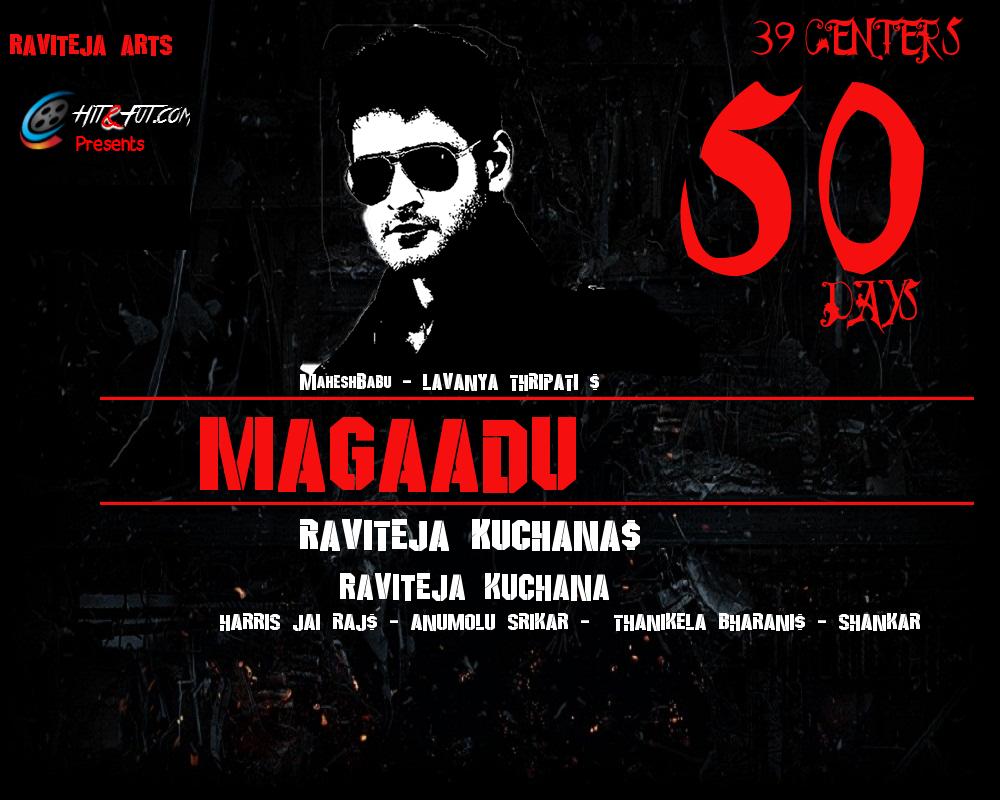 RAVITEJA ARTS
39 CENTERS
HIT&FUT.COM
Presents
50
DAYS
MAHESHBABU - LAVANYA THRIPATI $
MAGAADU
RAVITEJA KUCHANA$
RAVITEJA KUCHANA
HARRIS JAI RAJ$ - ANUMOLU SRIKAR - THANIKELA BHARANI$ - SHANKAR